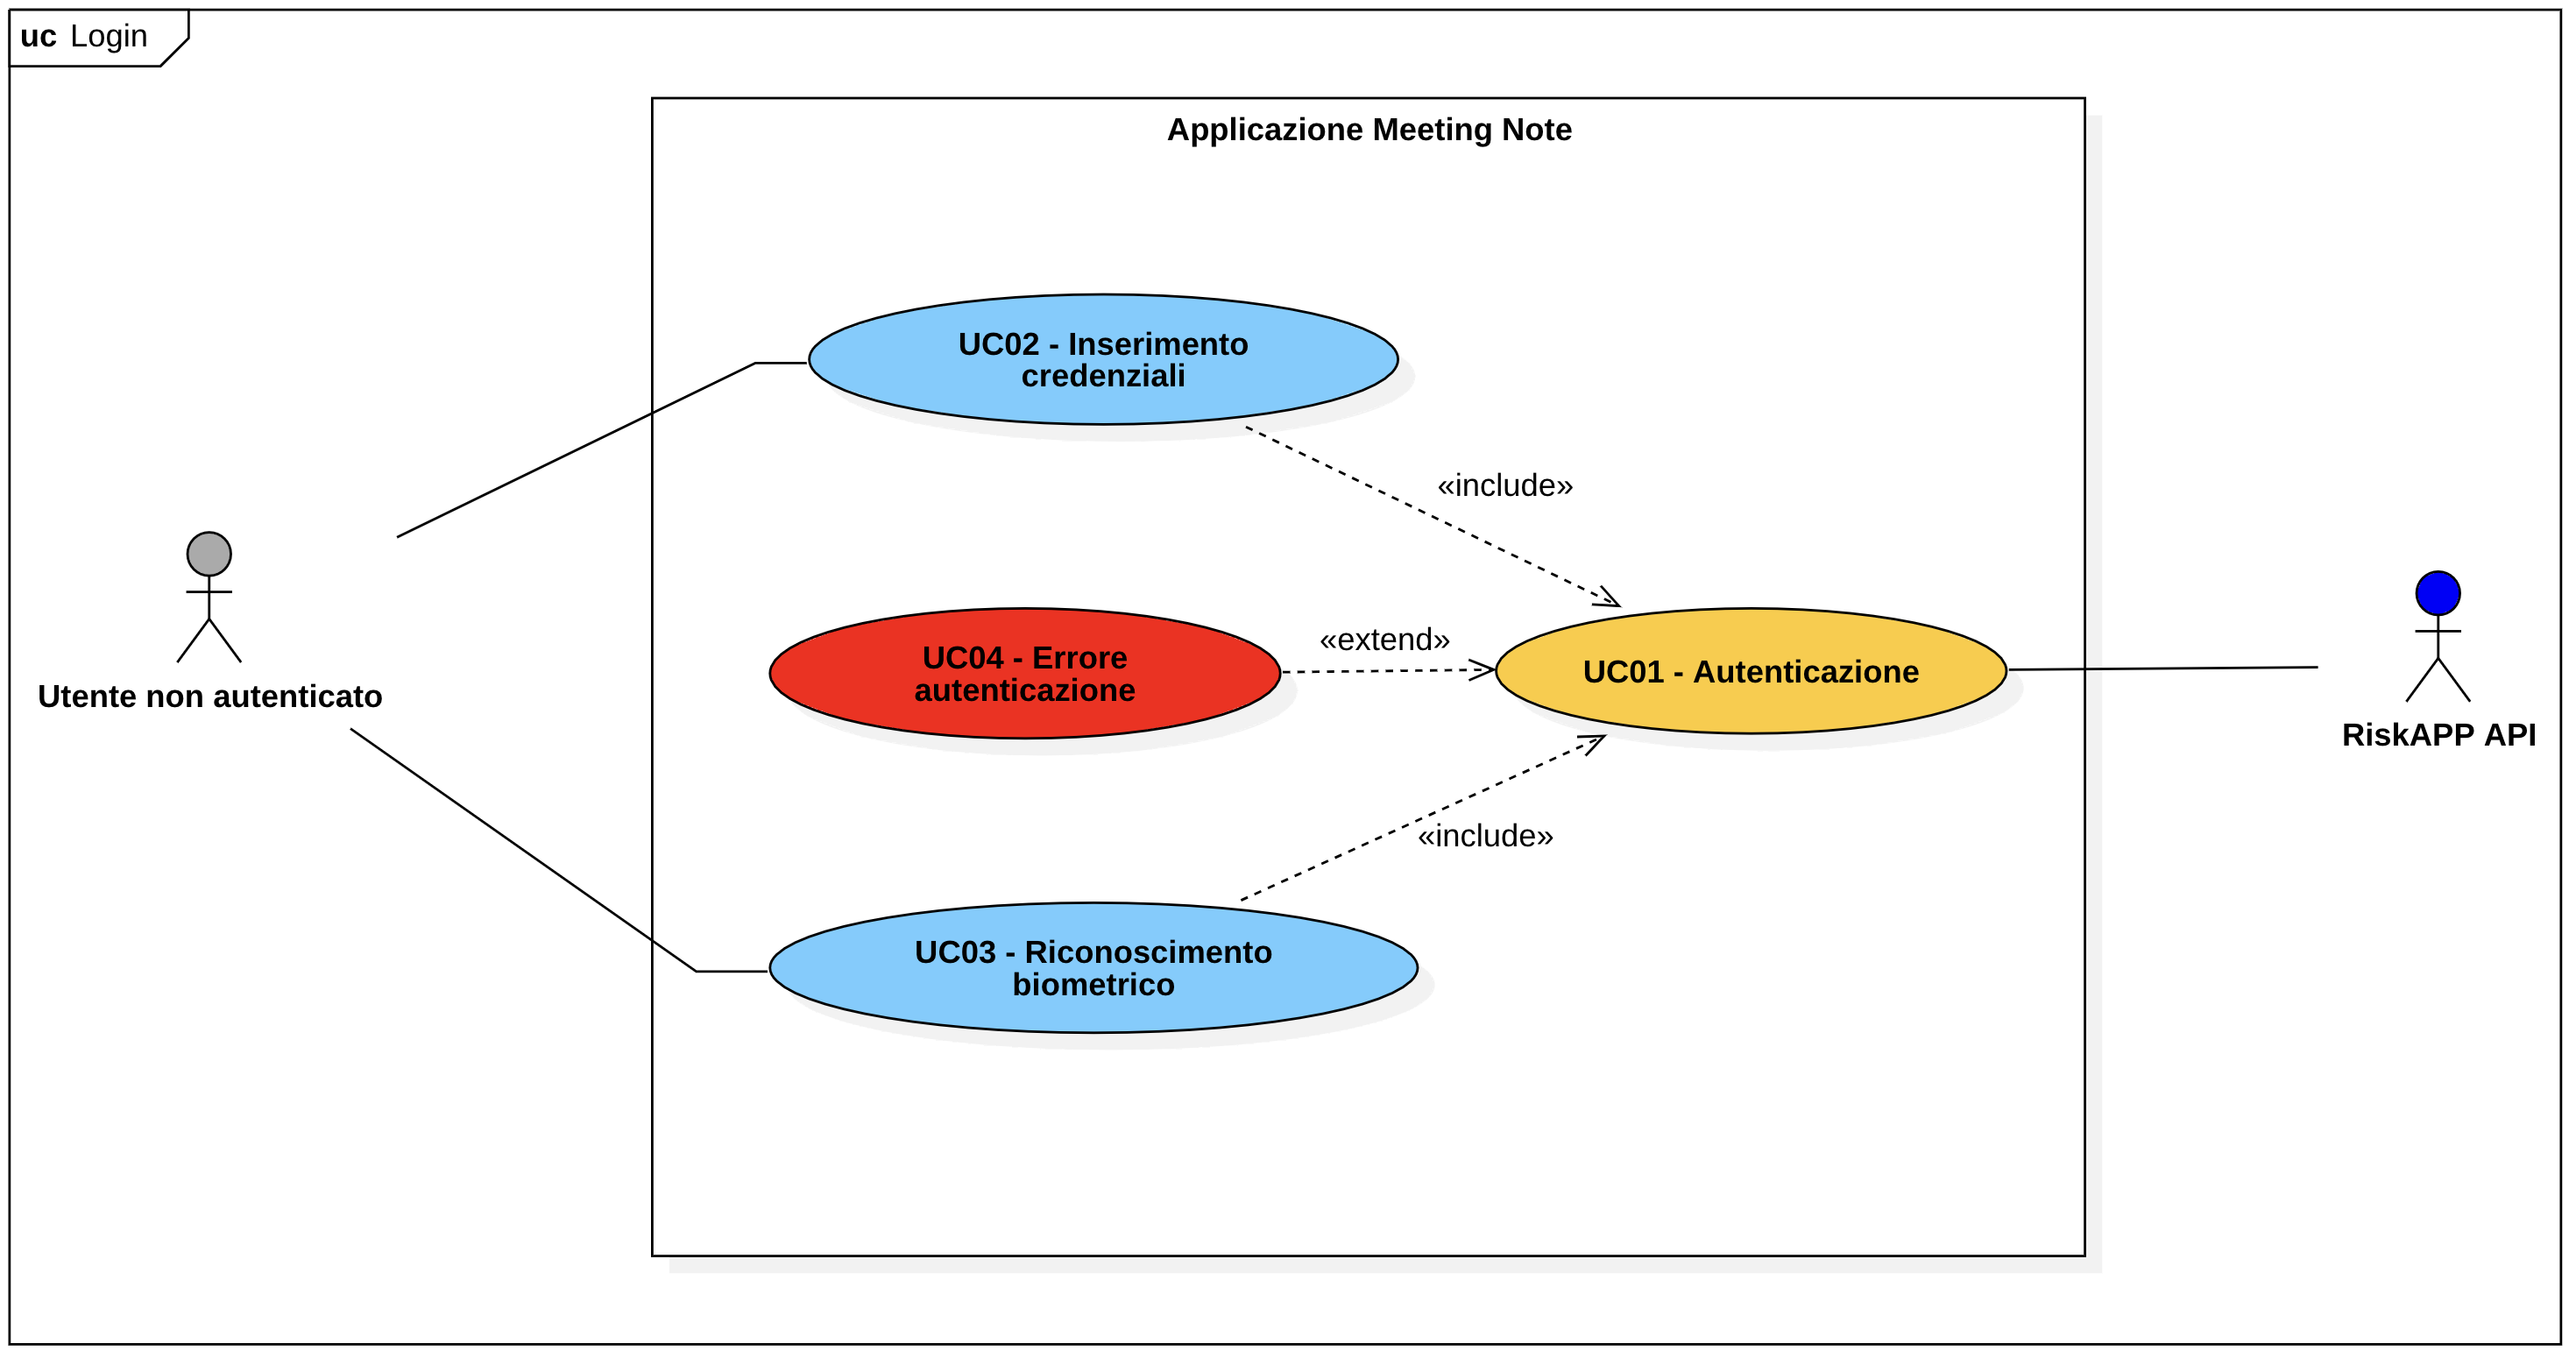 uc Login
Applicazione Meeting Note
UC02 - Inserimento
credenziali
«include»
«extend»
UC04 - Errore
autenticazione
UC01 - Autenticazione
Utente non autenticato
RiskAPP API
«include»
UC03 - Riconoscimento
biometrico